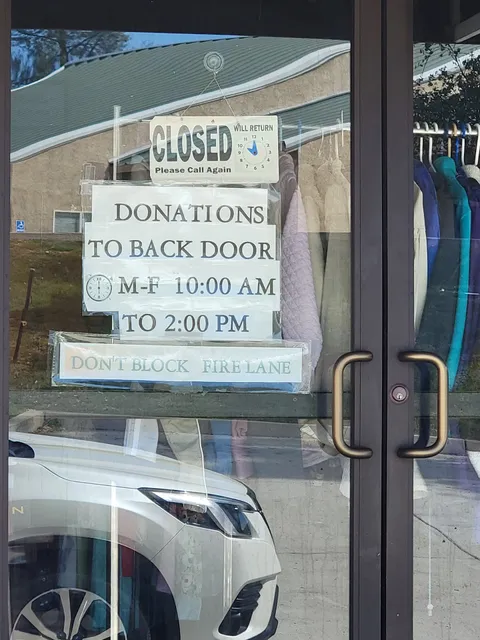 CLOSED
WILL RETURN
Please Call Again
DONATIONS
TO BACK DOOR
M-F 10:00 AM
TO 2:00 PM
DON'T BLOCK FIRE LANE